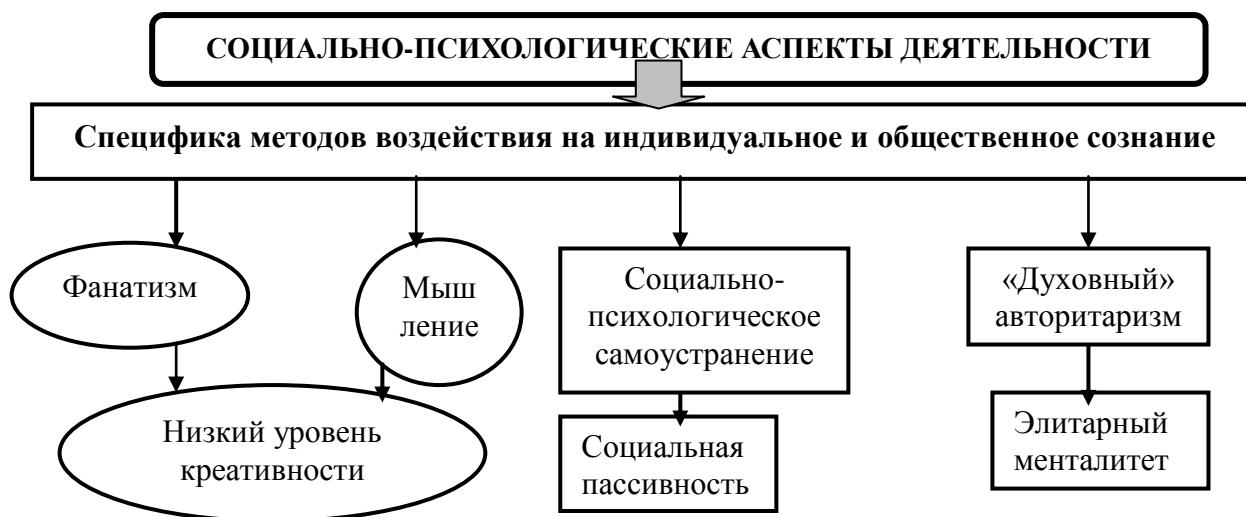 СОЦИАЛЬНО-ПСИХОЛОГИЧЕСКИЕ АСПЕКТЫ ДЕЯТЕЛЬНОСТИ
Специфика методов воздействия на индивидуальное и общественное сознание
Фанатизм
Мыш
ление
Социально-
психологическое
самоустранение
«Духовный»
авторитаризм
Низкий уровень
креативности
Социальная
пассивность
Элитарный
менталитет